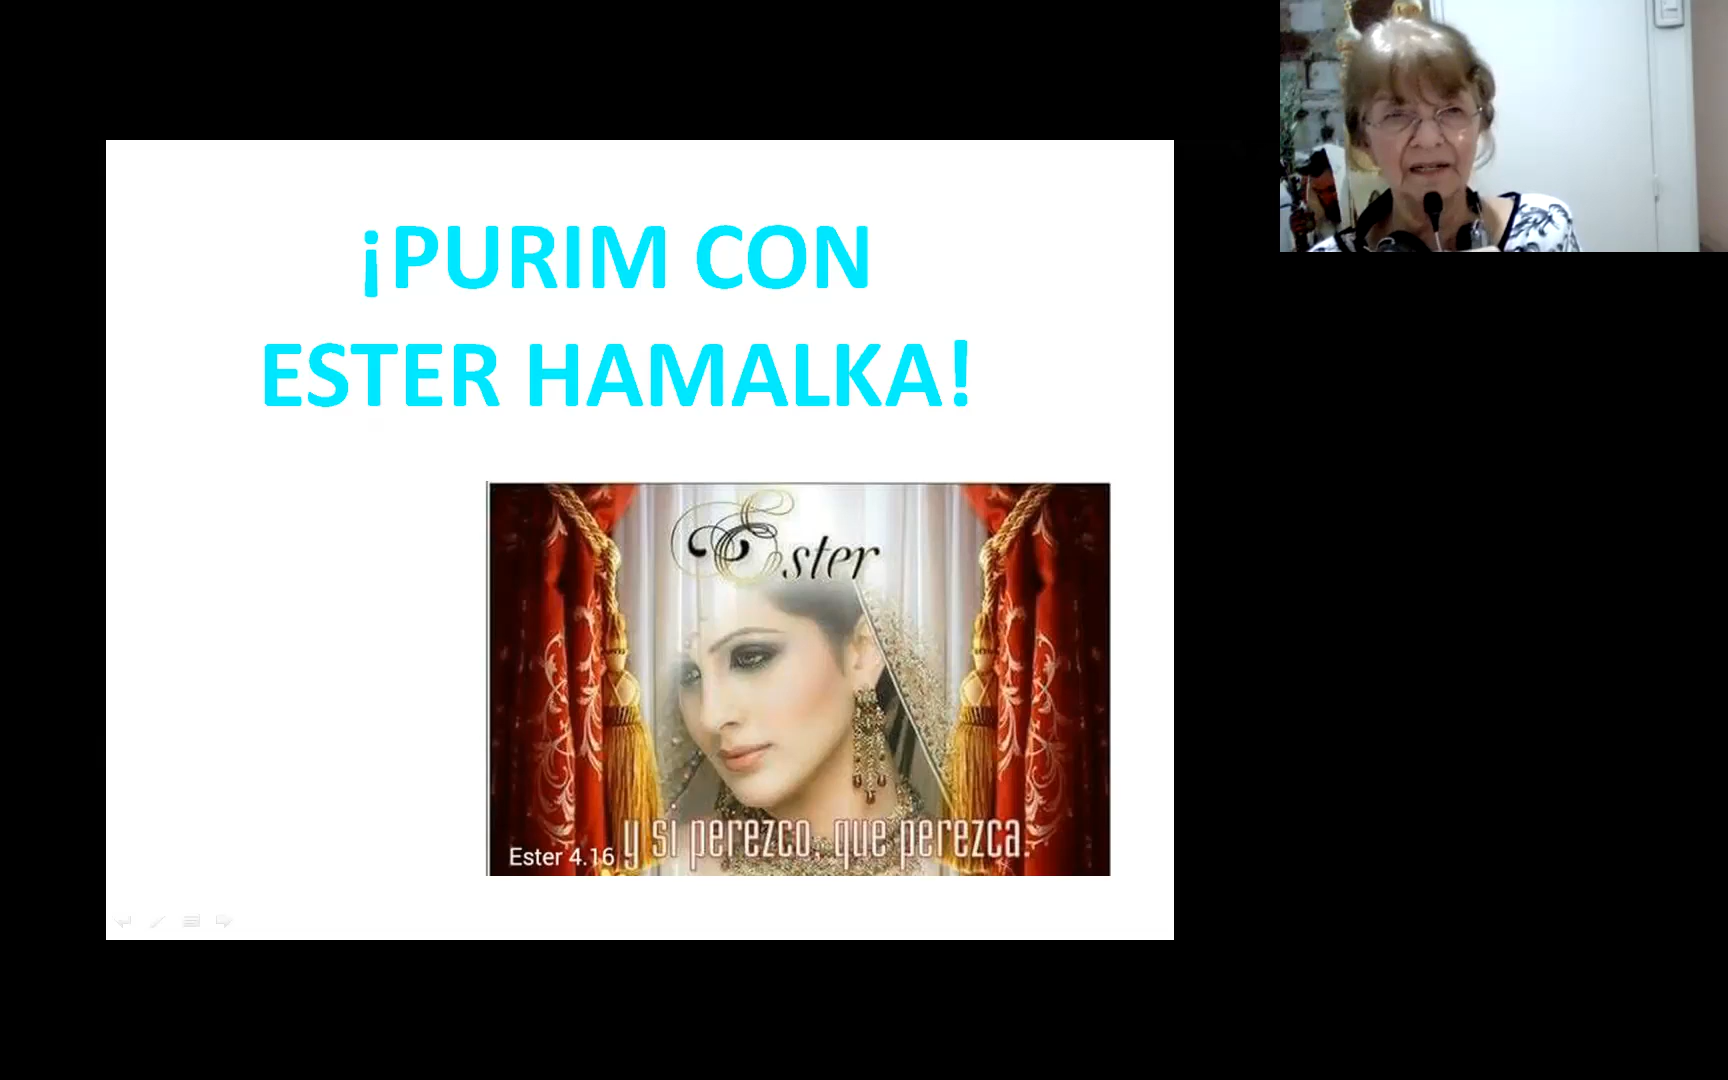 ¡PURIM CON
ESTER HAMALKA!
Ester
y si perezco, que perezca.
Ester 4.16